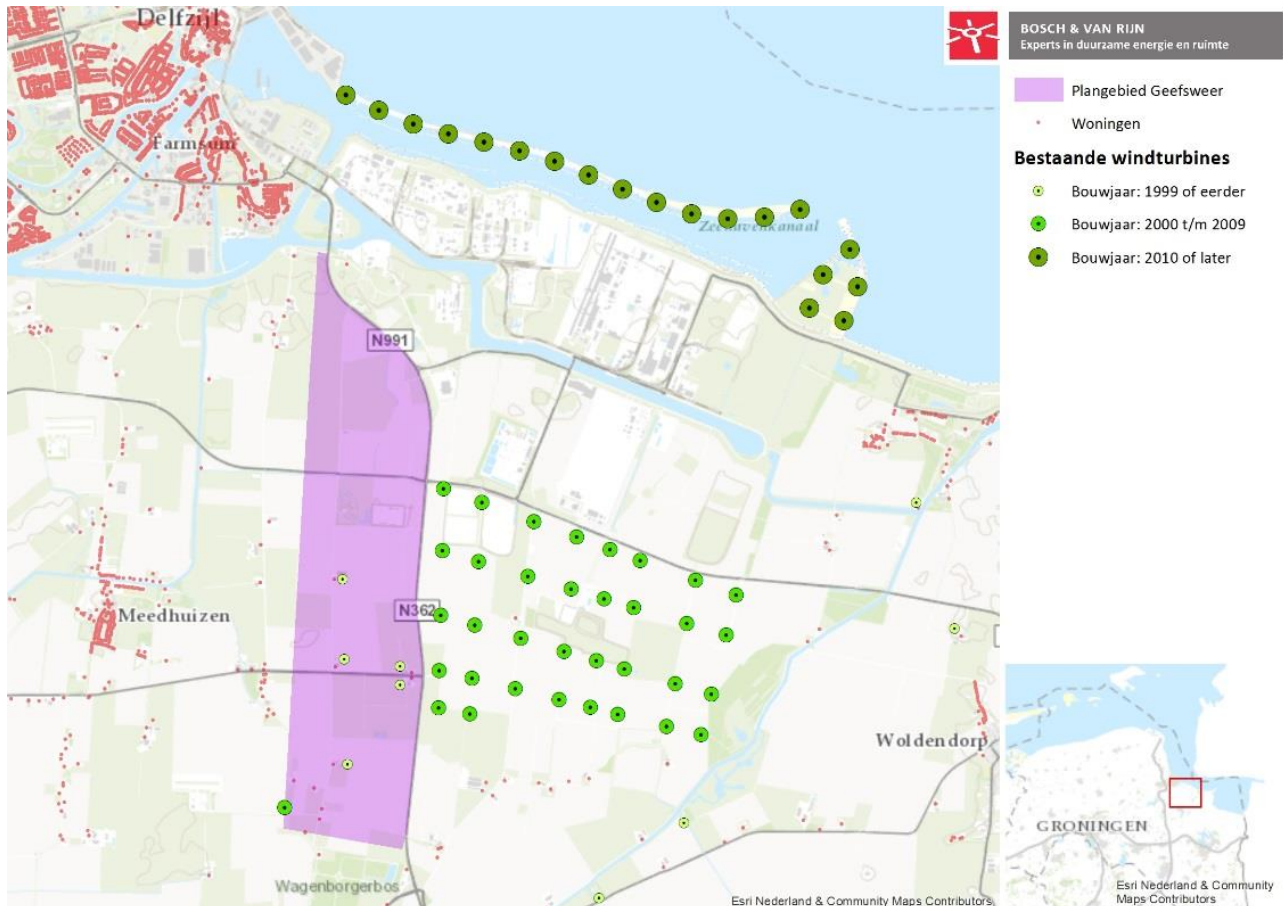 Delfzijl
Farmsum
Zeehavenkanaal
N991
N362
Meedhuizen
Woldendorp
Wagenborgerbos
Esri Nederland & Community Maps Contributors
BOSCH & VAN RIJN
Experts in duurzame energie en ruimte
Plangebied Geefsweer
Woningen
Bestaande windturbines
Bouwjaar: 1999 of eerder
Bouwjaar: 2000 t/m 2009
Bouwjaar: 2010 of later
GRONINGEN
Esri Nederland & Community
Maps Contributors